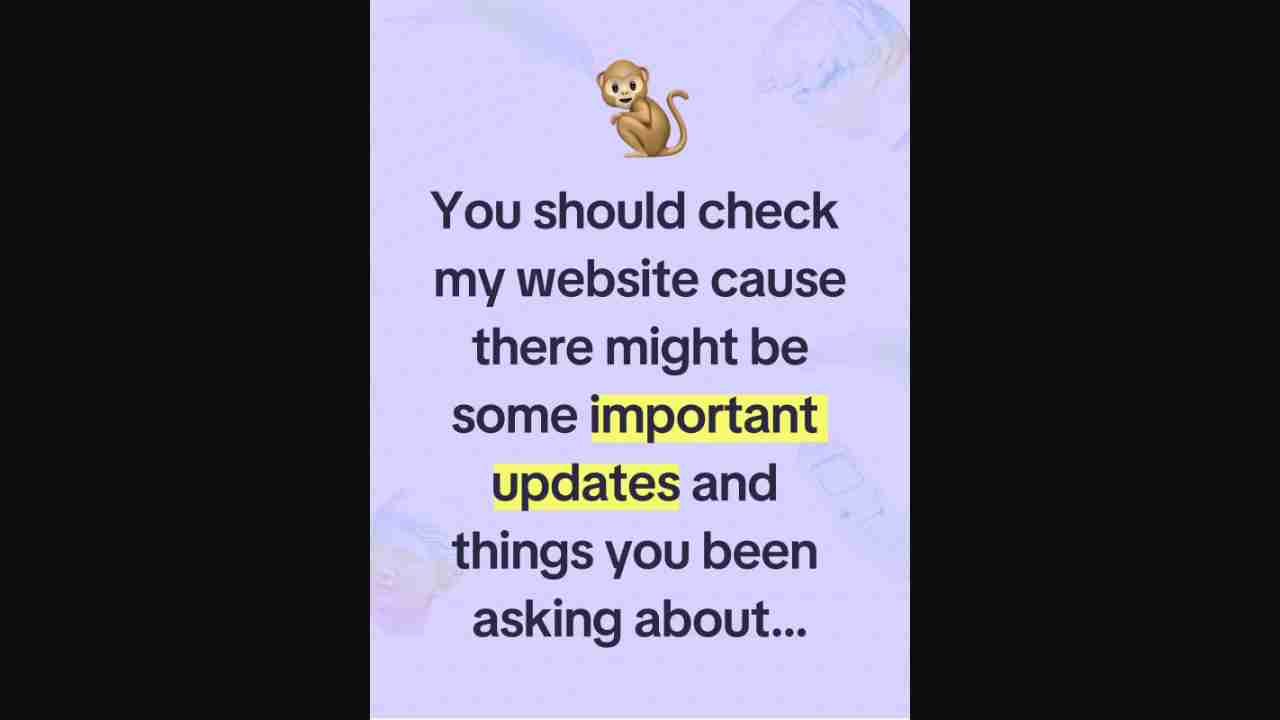 You should check
my website cause
there might be
some important
updates and
things you been
asking about...